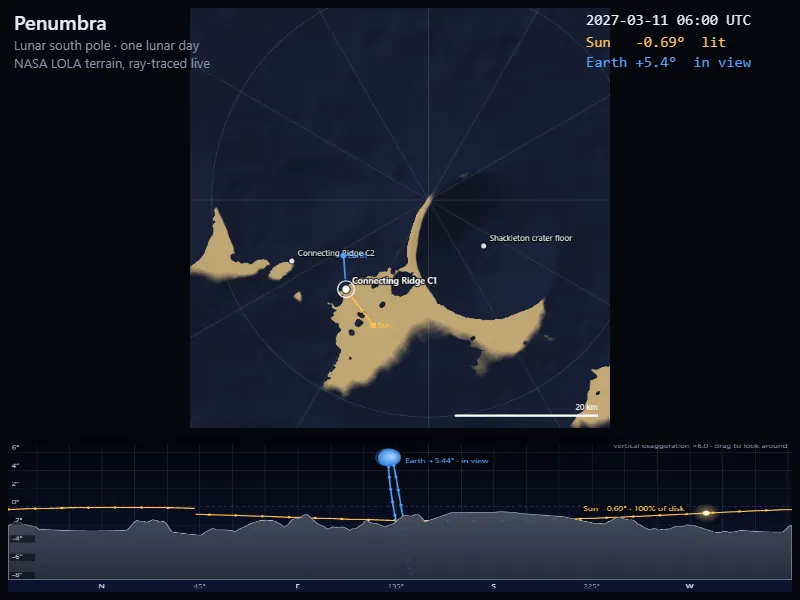 Penumbra
Lunar south pole · one lunar day
NASA LOLA terrain, ray-traced live
2027-03-11 06:00 UTC
Sun -0.69° lit
Earth +5.4° in view
Shackleton crater floor
Connecting Ridge C2
Connecting Ridge C1
Sun
20 km
vertical exaggeration ×6.0 · drag to look around
6°
4°
2°
0°
-2°
-4°
-6°
-8°
Earth +5.44° · in view
Sun -0.69° · 100% of disk
N 45° E 135° S 225° W